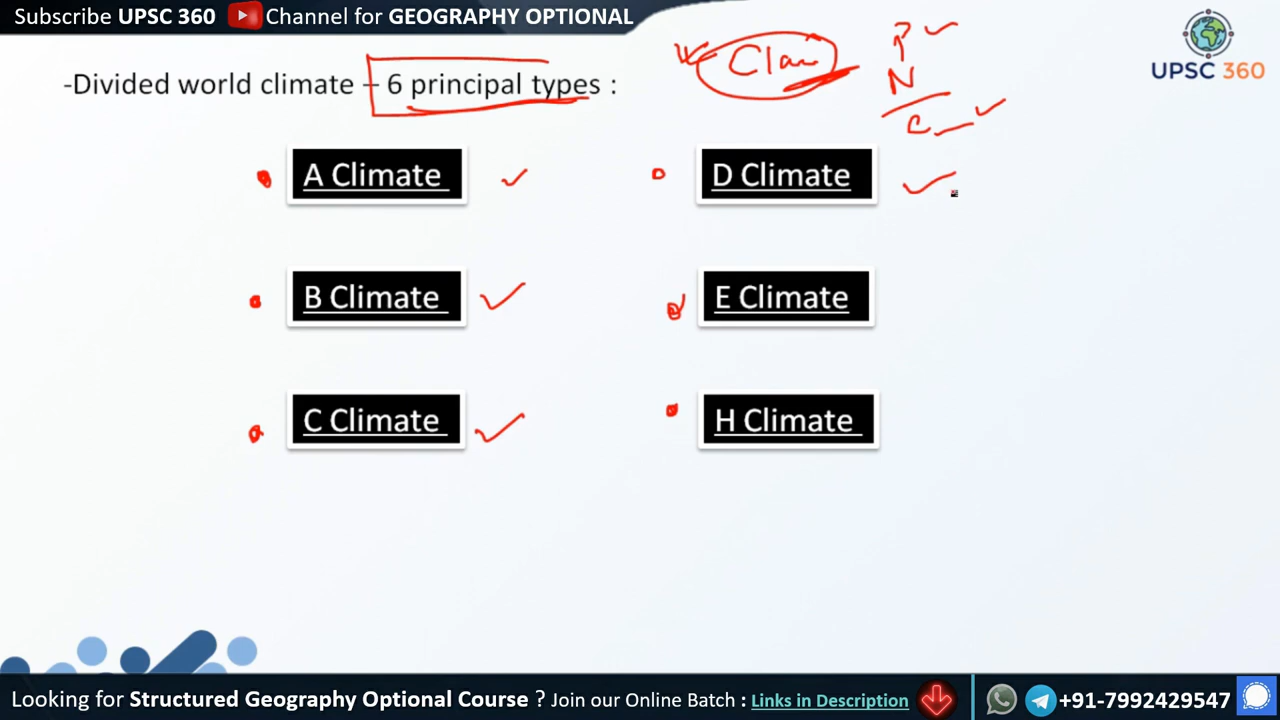 Subscribe UPSC 360 Channel for GEOGRAPHY OPTIONAL
UPSC 360
-Divided world climate – 6 principal types :
P
N
C
A Climate
D Climate
B Climate
E Climate
C Climate
H Climate
Looking for Structured Geography Optional Course ? Join our Online Batch : Links in Description
+91-7992429547